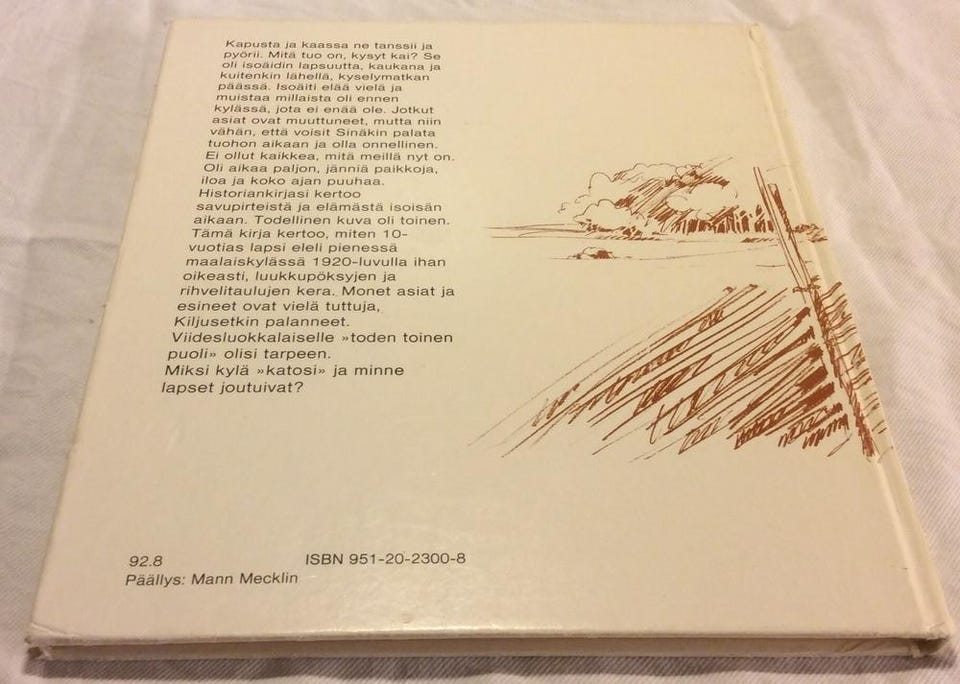 Kapusta ja kaassa ne tanssii ja
pyörii. Mitä tuo on, kysyt kai? Se
oli isoäidin lapsuutta, kaukana ja
kuitenkin lähellä, kyselymatkan
päässä. Isoäiti elää vielä ja
muistaa millaista oli ennen
kylässä, jota ei enää ole. Jotkut
asiat ovat muuttuneet, mutta niin
vähän, että voisit Sinäkin palata
tuohon aikaan ja olla onnellinen.
Ei ollut kaikkea, mitä meillä nyt on.
Oli aikaa paljon, jänniä paikkoja,
iloa ja koko ajan puuhaa.
Historiankirjasi kertoo
savupirteistä ja elämästä isoisän
aikaan. Todellinen kuva oli toinen.
Tämä kirja kertoo, miten 10-
vuotias lapsi eleli pienessä
maalaiskylässä 1920-luvulla ihan
oikeasti, luukkupöksyjen ja
rihvelitaulujen kera. Monet asiat ja
esineet ovat vielä tuttuja,
Kiljusetkin palanneet.
Viidesluokkalaiselle »toden toinen
puoli» olisi tarpeen.
Miksi kylä »katosi» ja minne
lapset joutuivat?
92.8 ISBN 951-20-2300-8
Päällys: Mann Mecklin